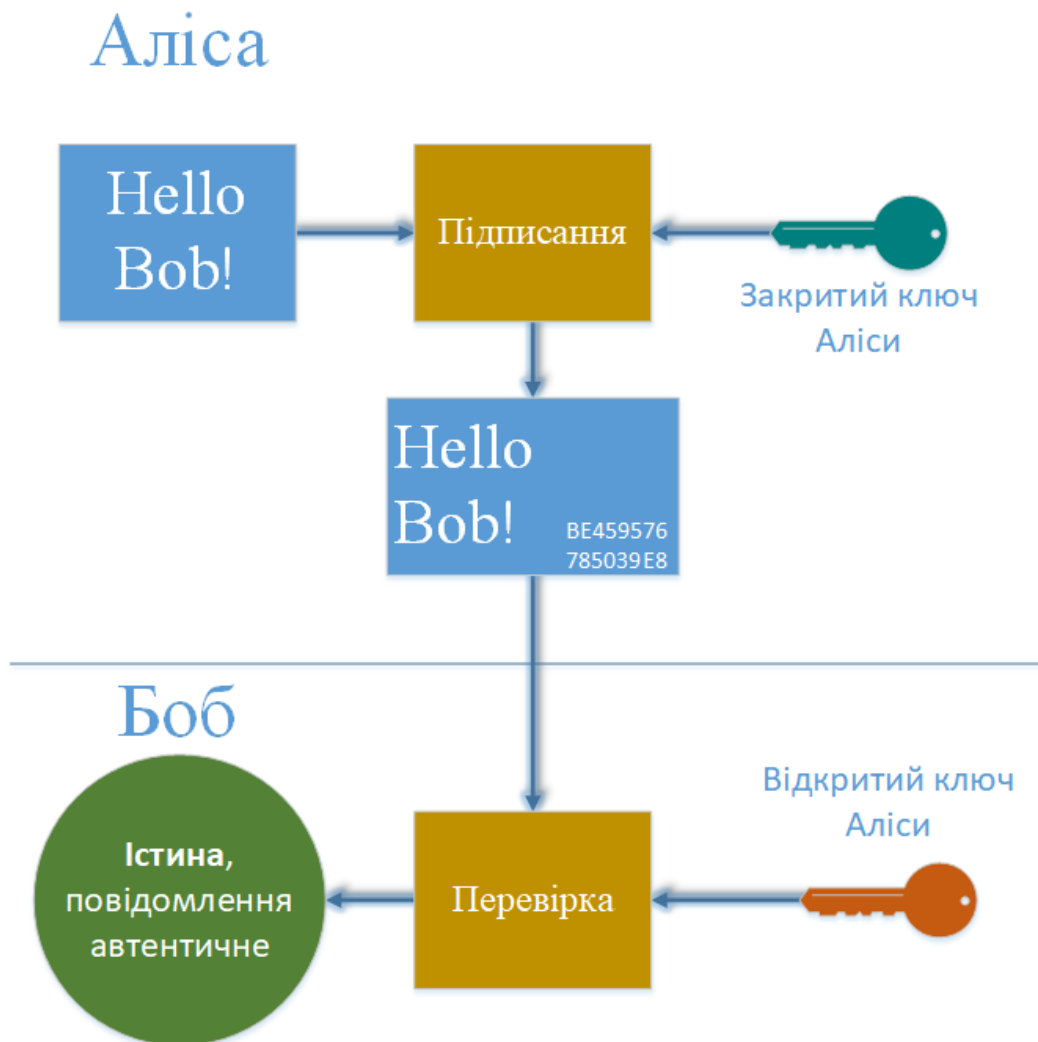 Аліса
Hello
Bob!
Підписання
Закритий ключ
Аліси
Hello
Bob!
BE459576
785039E8
Боб
Відкритий ключ
Аліси
Істина,
повідомлення
автентичне
Перевірка